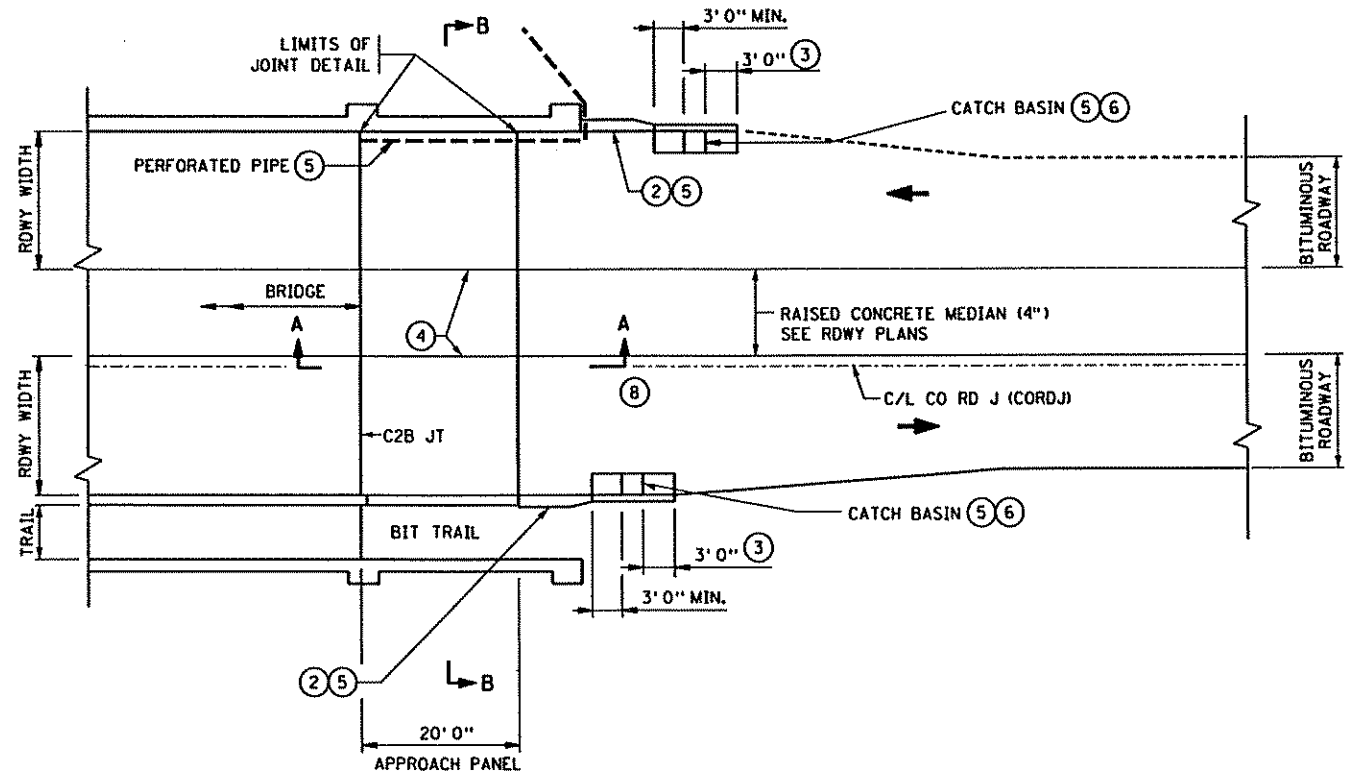 3'0" MIN.
B
LIMITS OF
JOINT DETAIL
3'0" 3
CATCH BASIN 5 6
PERFORATED PIPE 5
2 5
RDWY WIDTH
BITUMINOUS
ROADWAY
BRIDGE
RAISED CONCRETE MEDIAN (4")
SEE RDWY PLANS
A
A
4
8
C/L CO RD J (CORDJ)
RDWY WIDTH
BITUMINOUS
ROADWAY
C2B JT
CATCH BASIN 5 6
TRAIL
BIT TRAIL
3'0" 3
3'0" MIN.
2 5
B
20'0"
APPROACH PANEL